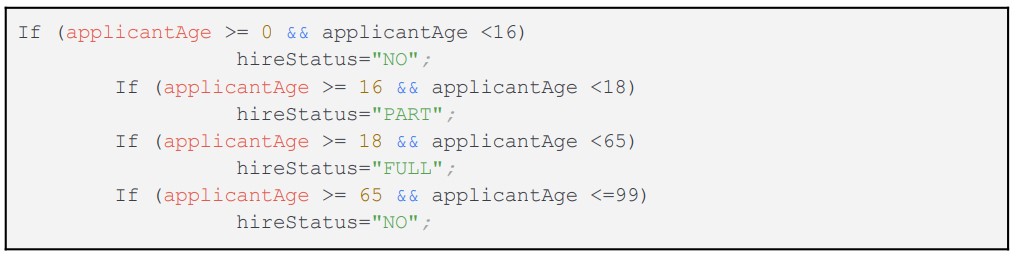 If (applicantAge >= 0 && applicantAge <16)
hireStatus="NO";
If (applicantAge >= 16 && applicantAge <18)
hireStatus="PART";
If (applicantAge >= 18 && applicantAge <65)
hireStatus="FULL";
If (applicantAge >= 65 && applicantAge <=99)
hireStatus="NO";